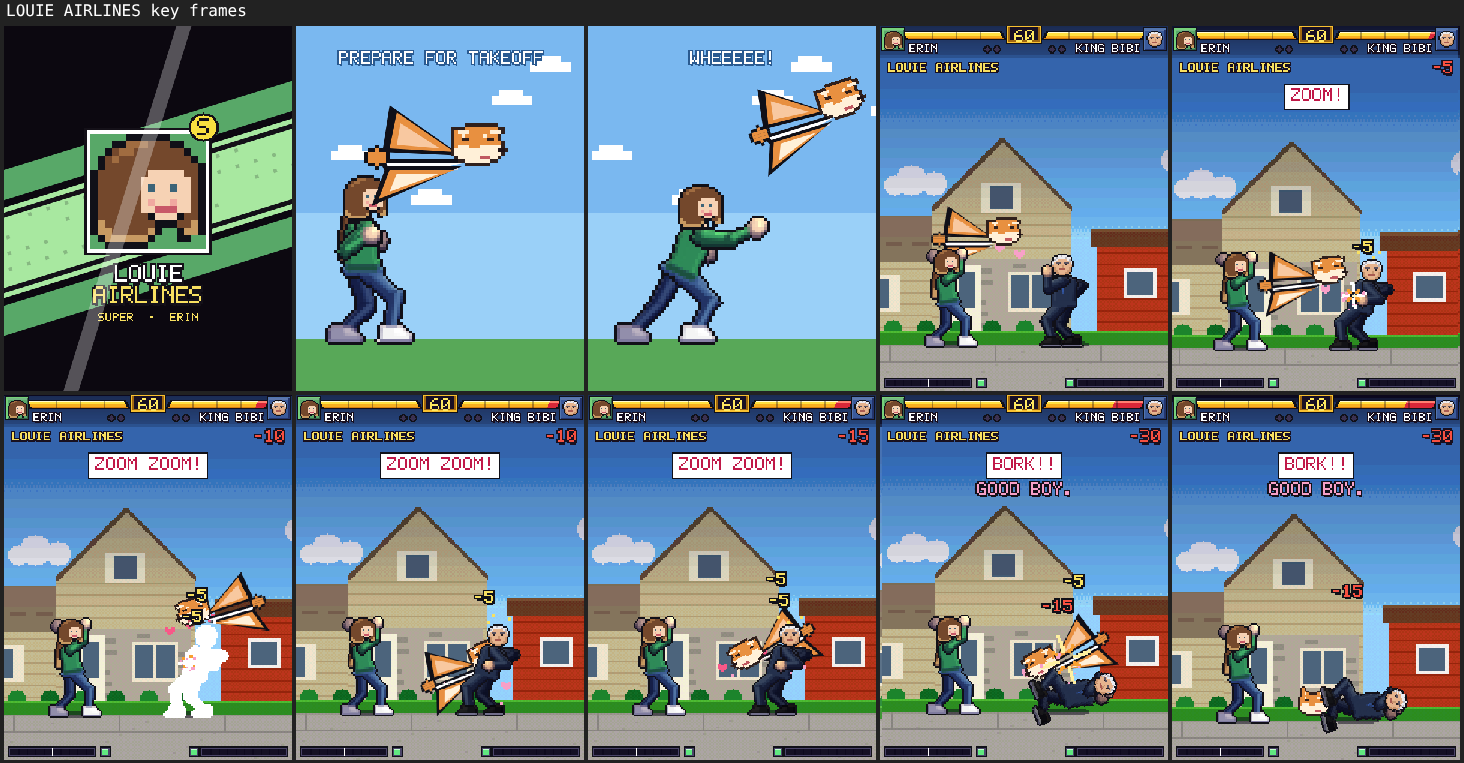 LOUIE AIRLINES key frames
S
LOUIE
AIRLINES
SUPER - ERIN
PREPARE FOR TAKEOFF
WHEEEEE!
60
ERIN
KING BIBI
LOUIE AIRLINES
60
ERIN
KING BIBI
LOUIE AIRLINES
-5
ZOOM!
-5
60
ERIN
KING BIBI
LOUIE AIRLINES
-10
ZOOM ZOOM!
-5
-5
60
ERIN
KING BIBI
LOUIE AIRLINES
-10
ZOOM ZOOM!
-5
60
ERIN
KING BIBI
LOUIE AIRLINES
-15
ZOOM ZOOM!
-5
-5
60
ERIN
KING BIBI
LOUIE AIRLINES
-30
BORK!!
GOOD BOY.
-5
-15
60
ERIN
KING BIBI
LOUIE AIRLINES
-30
BORK!!
GOOD BOY.
-15